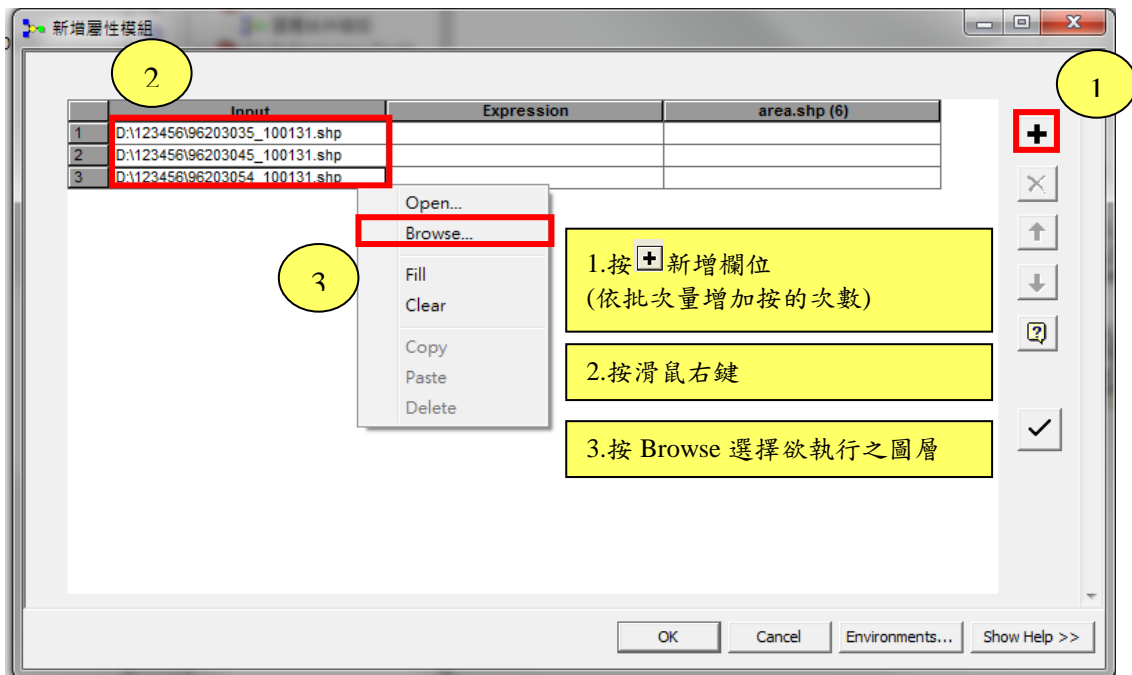 新增屬性模組
2
1
Input Expression area.shp (6)
1 D:\123456\96203035_100131.shp
2 D:\123456\96203045_100131.shp
3 D:\123456\96203054_100131.shp
Open...
Browse...
Fill
Clear
Copy
Paste
Delete
3
1.按 + 新增欄位
(依批次量增加按的次數)
2.按滑鼠右鍵
3.按 Browse 選擇欲執行之圖層
OK Cancel Environments... Show Help >>